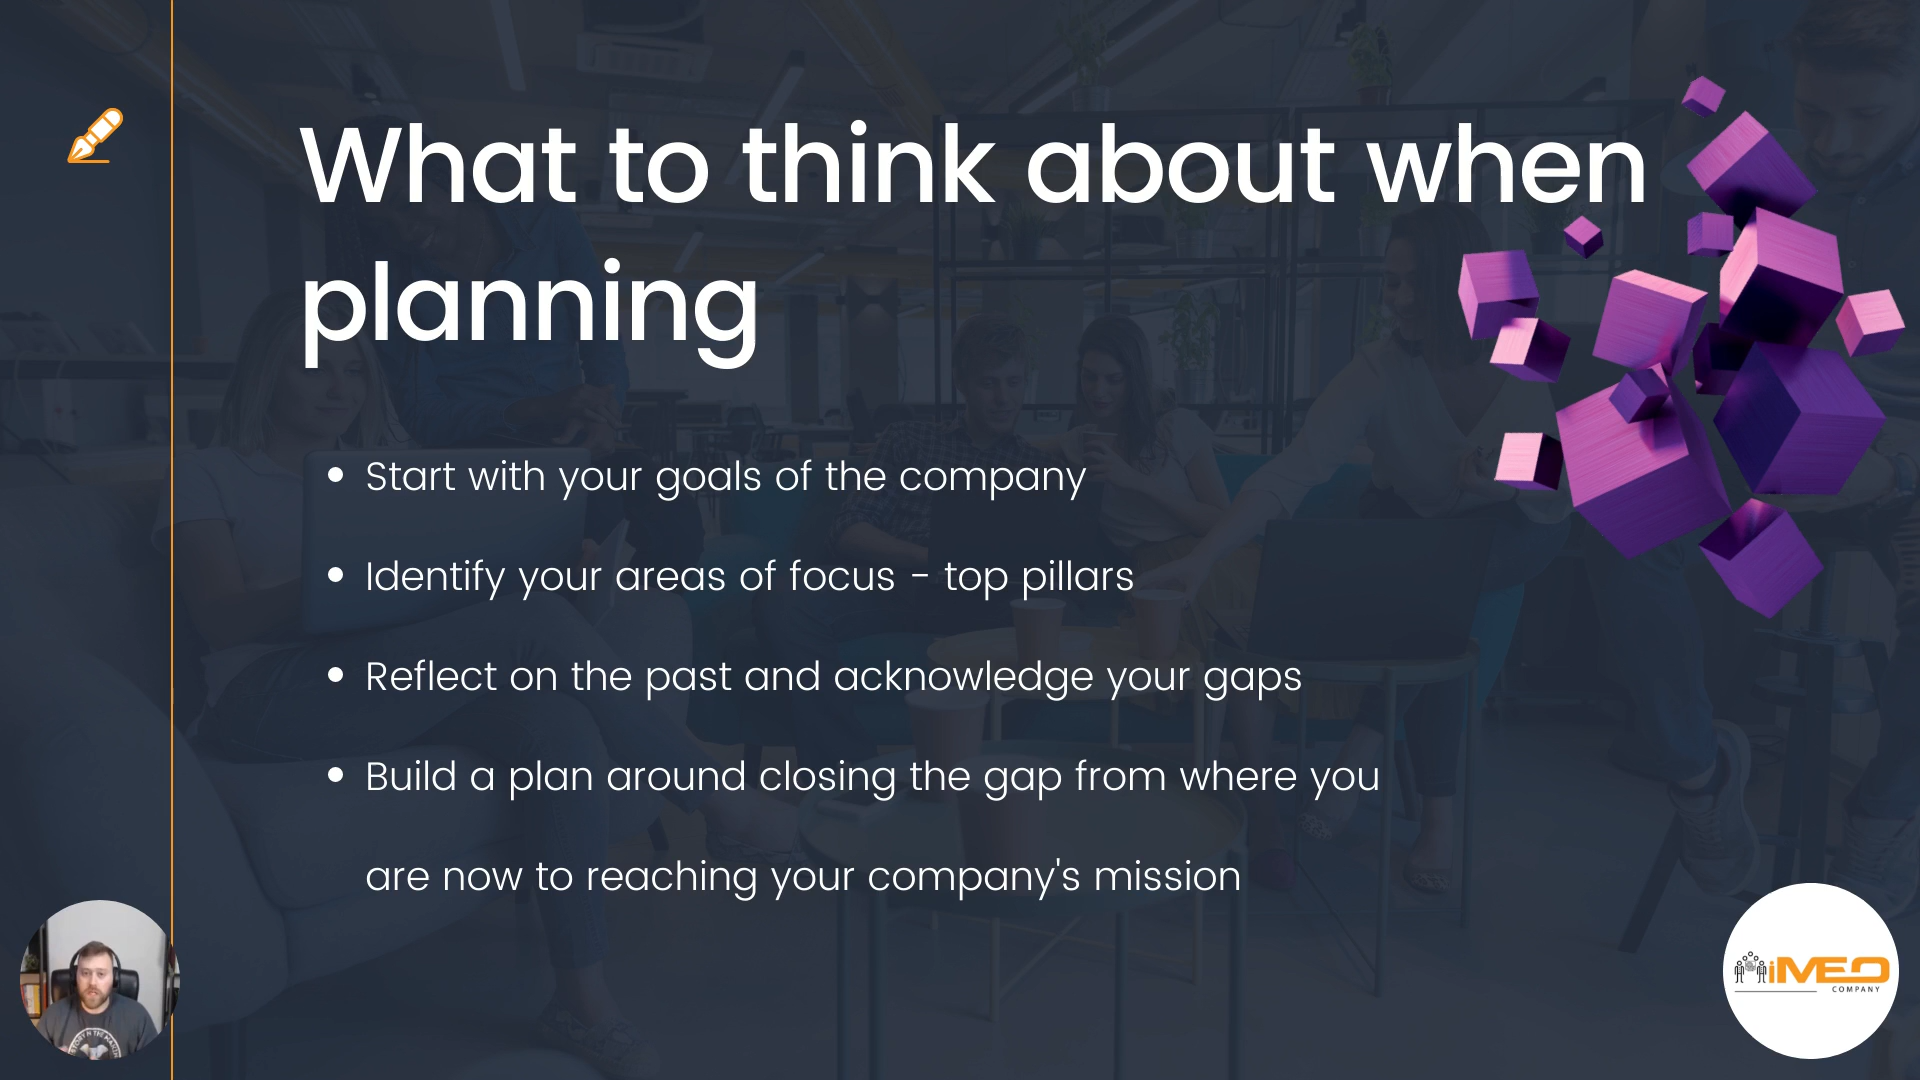 What to think about when
planning
Start with your goals of the company
Identify your areas of focus - top pillars
Reflect on the past and acknowledge your gaps
Build a plan around closing the gap from where you
are now to reaching your company's mission
iMEO
COMPANY